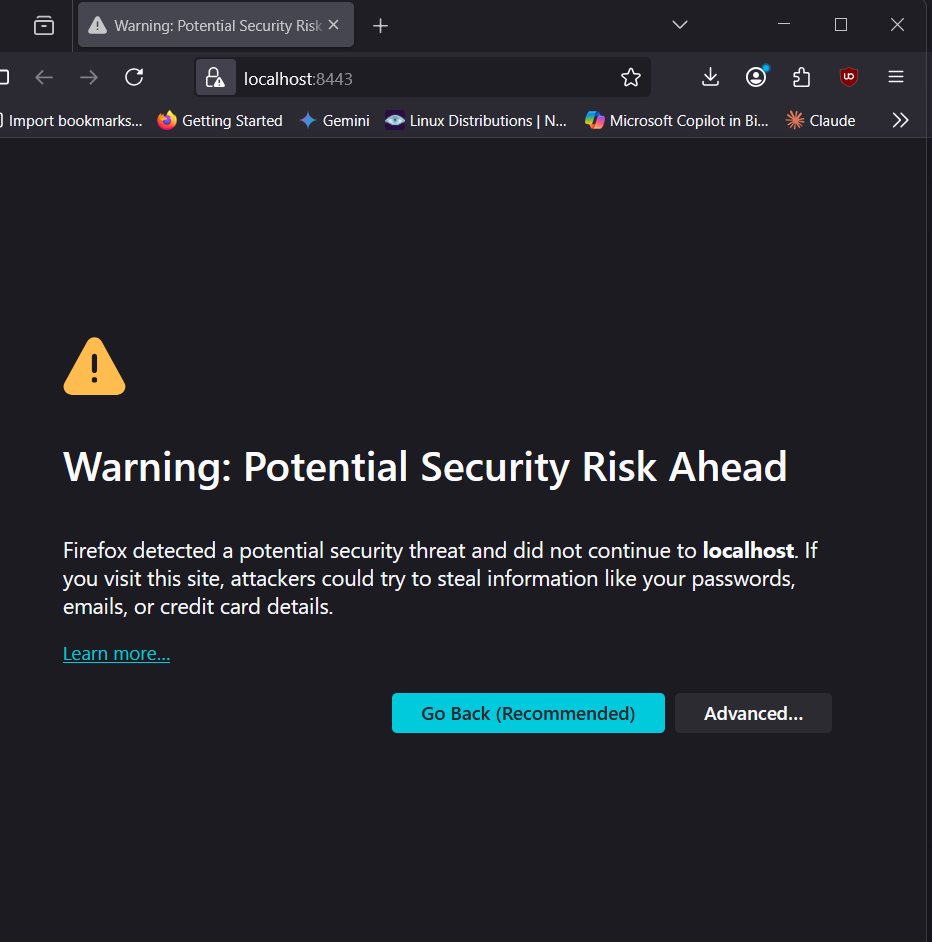 Warning: Potential Security Risk
localhost:8443
Import bookmarks... Getting Started Gemini Linux Distributions | N... Microsoft Copilot in Bi... Claude
Warning: Potential Security Risk Ahead
Firefox detected a potential security threat and did not continue to localhost. If
you visit this site, attackers could try to steal information like your passwords,
emails, or credit card details.
Learn more...
Go Back (Recommended) Advanced...